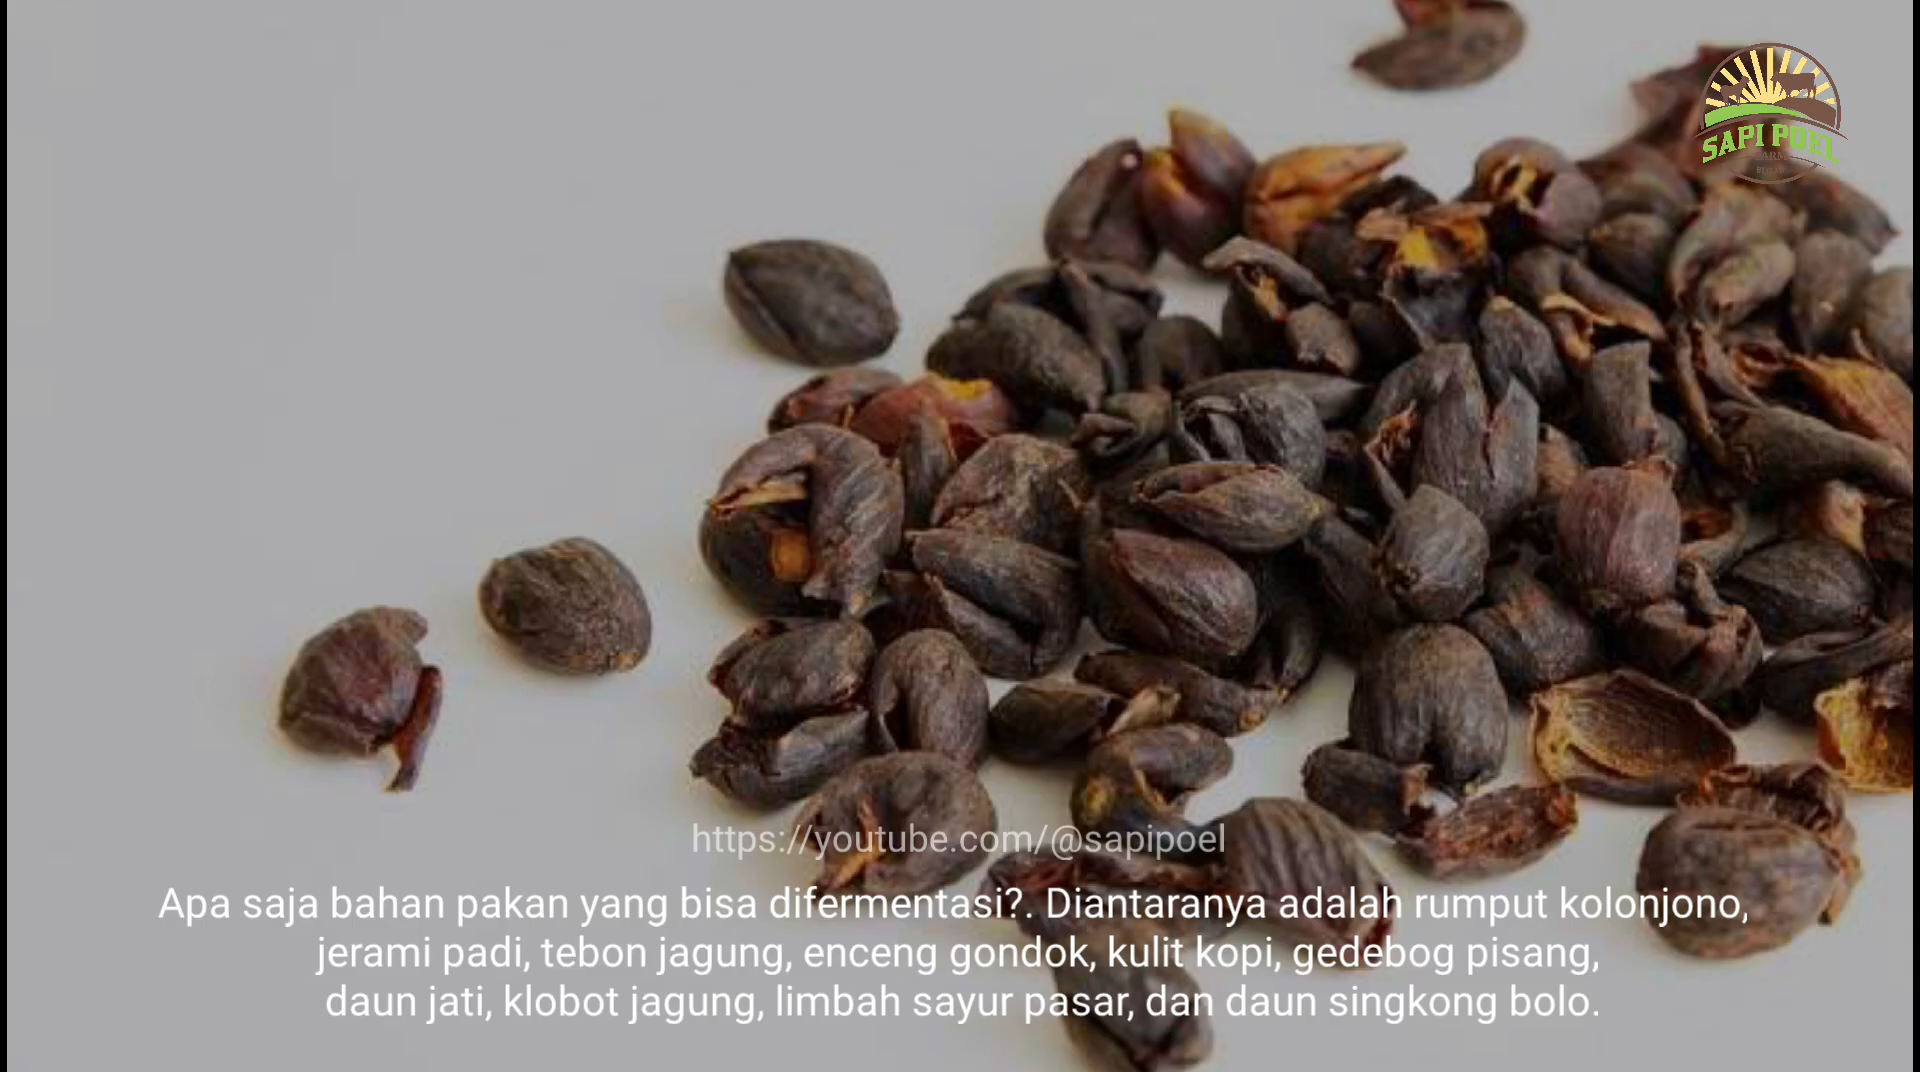 SAPI POEL
https://youtube.com/@sapipoel
Apa saja bahan pakan yang bisa difermentasi?. Diantaranya adalah rumput kolonjono,
jerami padi, tebon jagung, enceng gondok, kulit kopi, gedebog pisang,
daun jati, klobot jagung, limbah sayur pasar, dan daun singkong bolo.